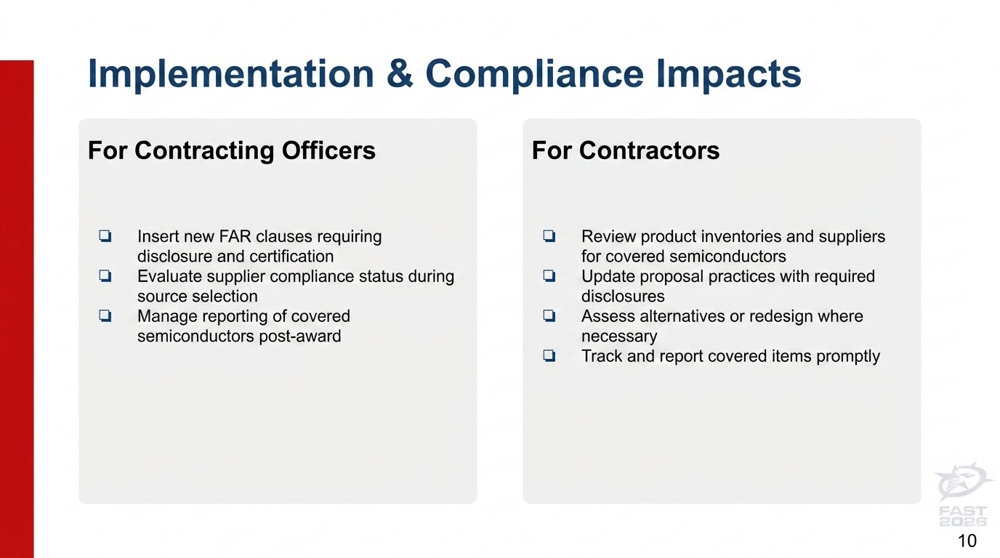 Implementation & Compliance Impacts
For Contracting Officers
❏ Insert new FAR clauses requiring
disclosure and certification
❏ Evaluate supplier compliance status during
source selection
❏ Manage reporting of covered
semiconductors post-award
For Contractors
❏ Review product inventories and suppliers
for covered semiconductors
❏ Update proposal practices with required
disclosures
❏ Assess alternatives or redesign where
necessary
❏ Track and report covered items promptly
FAST
2026
10